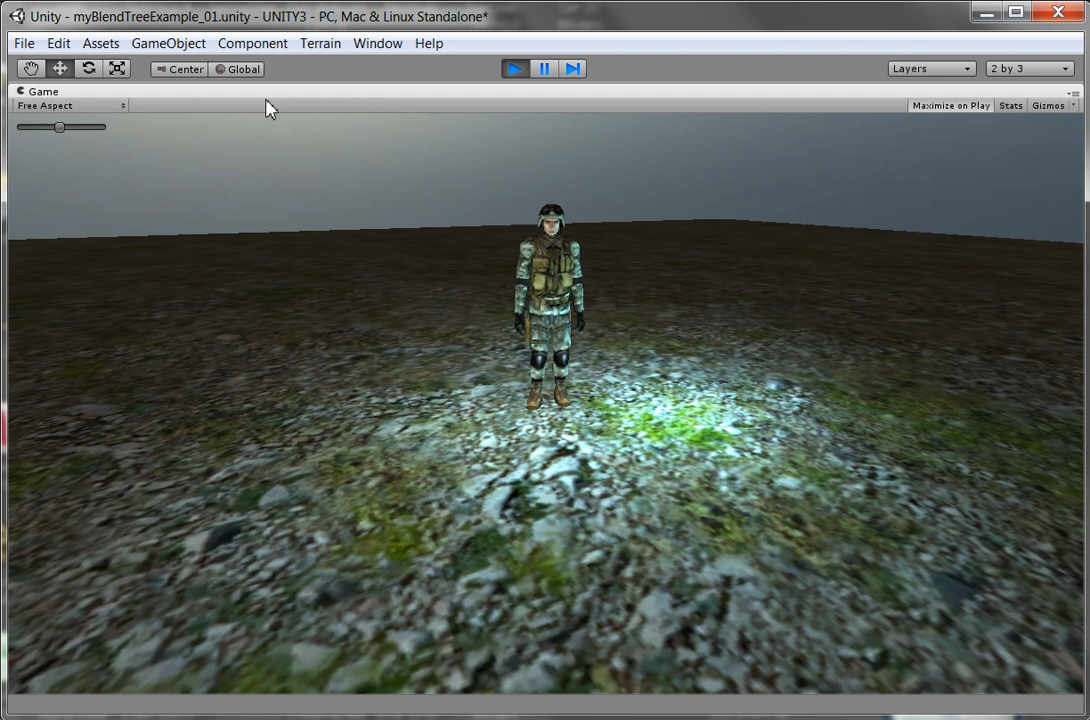 Unity - myBlendTreeExample_01.unity - UNITY3 - PC, Mac & Linux Standalone*
File Edit Assets GameObject Component Terrain Window Help
Center Global Layers 2 by 3
Game
Free Aspect Maximize on Play Stats Gizmos